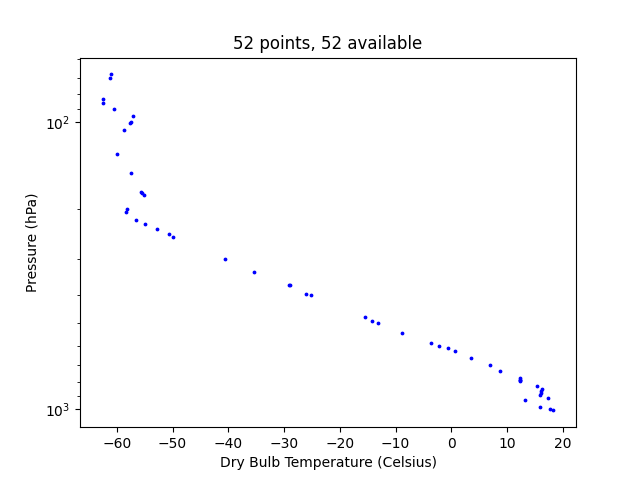 52 points, 52 available
10²
10³
Pressure (hPa)
−60 −50 −40 −30 −20 −10 0 10 20
Dry Bulb Temperature (Celsius)